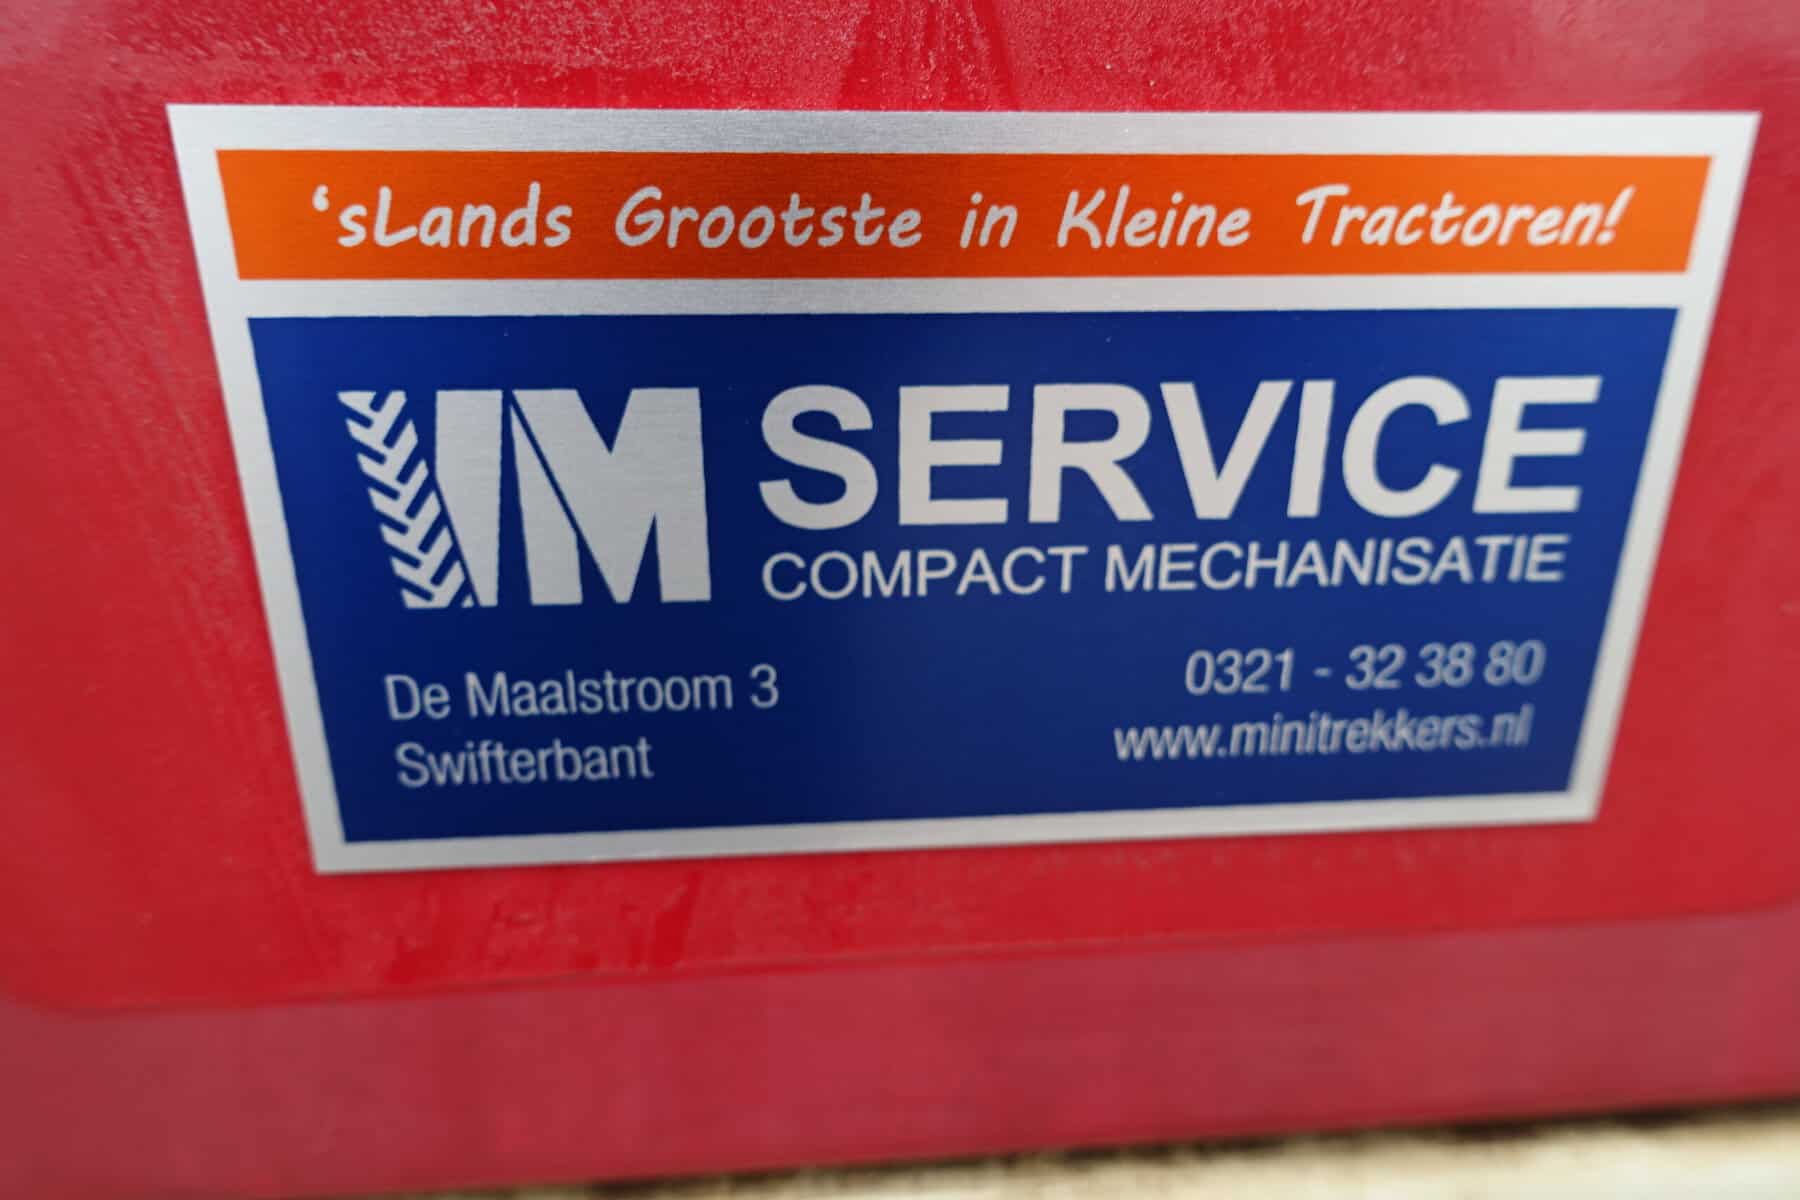 ‘sLands Grootste in Kleine Tractoren!
IM SERVICE
COMPACT MECHANISATIE
De Maalstroom 3
Swifterbant
0321 - 32 38 80
www.minitrekkers.nl